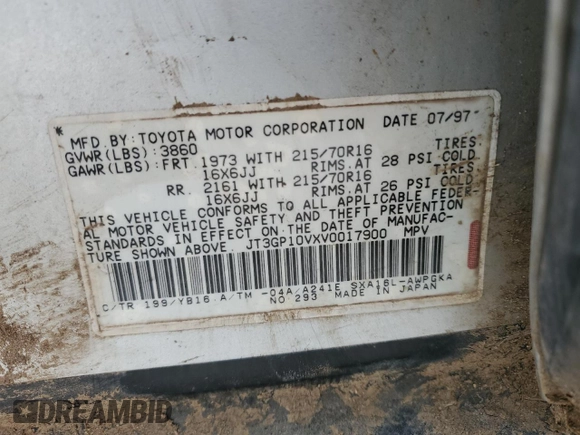 * MFD.BY:TOYOTA MOTOR CORPORATION DATE 07/97*
GVWR(LBS):3860
GAWR(LBS):FRT. 1973 WITH 215/70R16 TIRES
16X6JJ RIMS.AT 28 PSI COLD
RR. 2161 WITH 215/70R16 TIRES
16X6JJ RIMS.AT 26 PSI COLD
THIS VEHICLE CONFORMS TO ALL APPLICABLE FEDER-
AL MOTOR VEHICLE SAFETY AND THEFT PREVENTION
STANDARDS IN EFFECT ON THE DATE OF MANUFAC-
TURE SHOWN ABOVE. JT3GP10VXV0017900 MPV
C/TR 199/YB16.A/TM -04A/A241E SXA16L-AWPGKA
NO 293 MADE IN JAPAN
DREAMBID